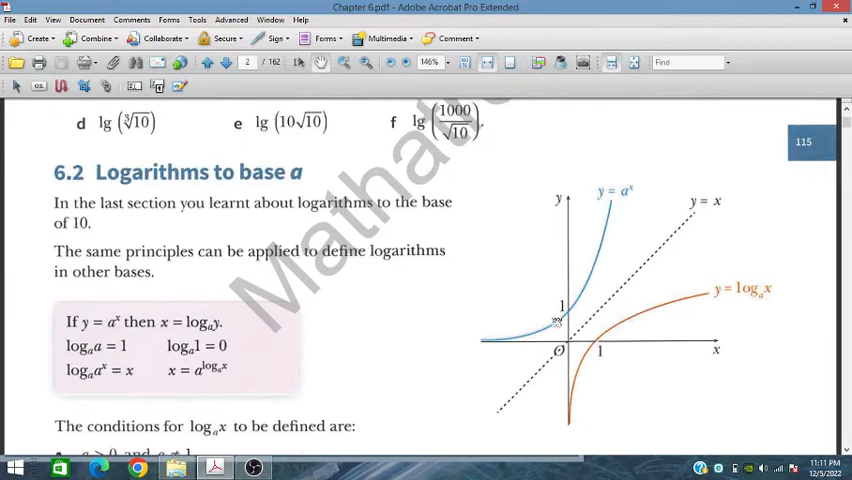 Chapter 6.pdf - Adobe Acrobat Pro Extended
File Edit View Document Comments Forms Tools Advanced Window Help
Create Combine Collaborate Secure Sign Forms Multimedia Comment
2 / 162 146% Find
d lg (∛10) e lg (10√10) f lg (1000/√10).
115
6.2 Logarithms to base a
In the last section you learnt about logarithms to the base
of 10.
The same principles can be applied to define logarithms
in other bases.
If y = aˣ then x = logₐy.
logₐa = 1 logₐ1 = 0
logₐaˣ = x x = a^(logₐx)
The conditions for logₐx to be defined are:
• a > 0 and a ≠ 1
y
y = aˣ
y = x
1
y = logₐx
O 1 x
11:11 PM
12/5/2022